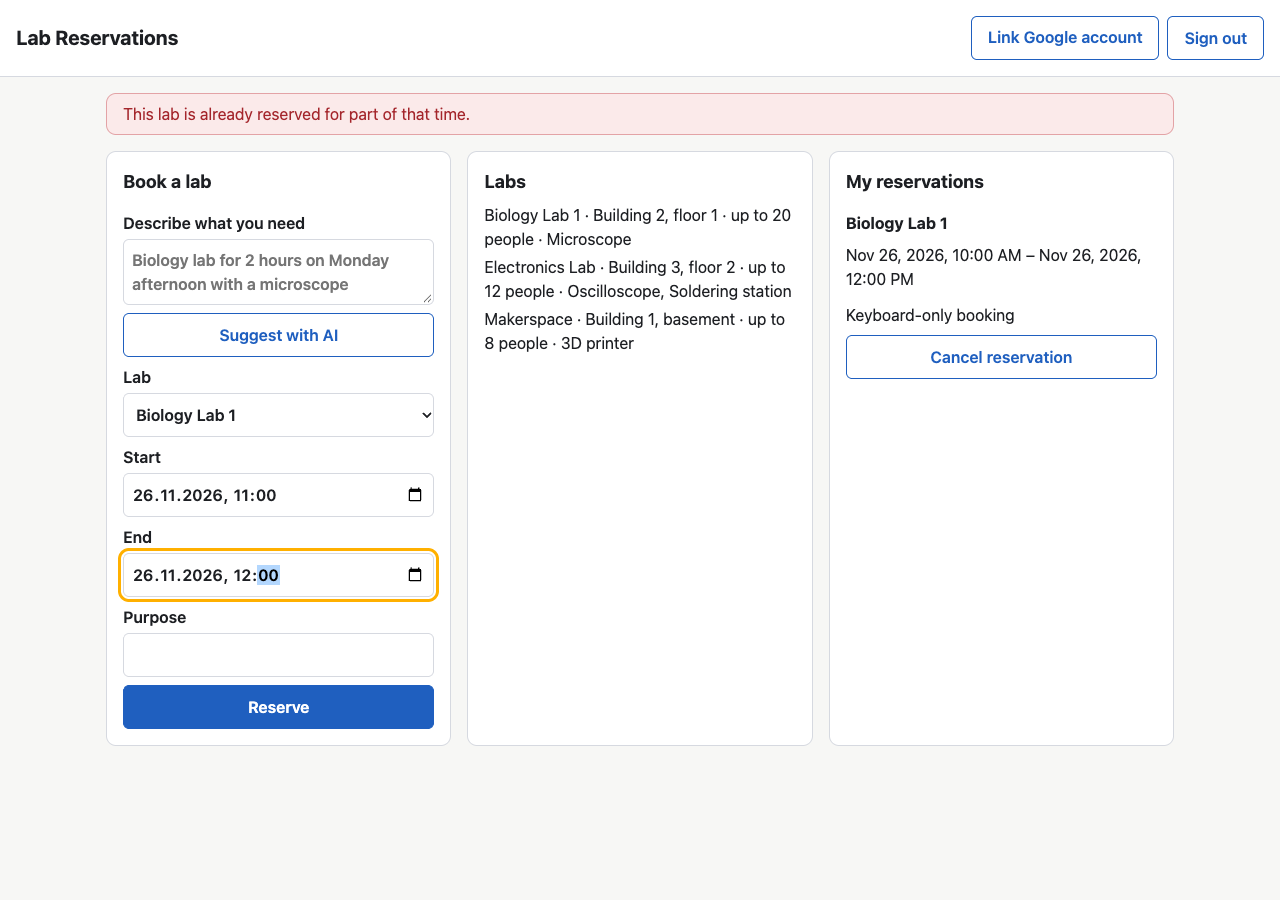 Lab Reservations
Link Google account
Sign out
This lab is already reserved for part of that time.
Book a lab
Describe what you need
Biology lab for 2 hours on Monday
afternoon with a microscope
Suggest with AI
Lab
Biology Lab 1
Start
26.11.2026, 11:00
End
26.11.2026, 12:00
Purpose
Reserve
Labs
Biology Lab 1 · Building 2, floor 1 · up to 20
people · Microscope
Electronics Lab · Building 3, floor 2 · up to
12 people · Oscilloscope, Soldering station
Makerspace · Building 1, basement · up to
8 people · 3D printer
My reservations
Biology Lab 1
Nov 26, 2026, 10:00 AM – Nov 26, 2026,
12:00 PM
Keyboard-only booking
Cancel reservation